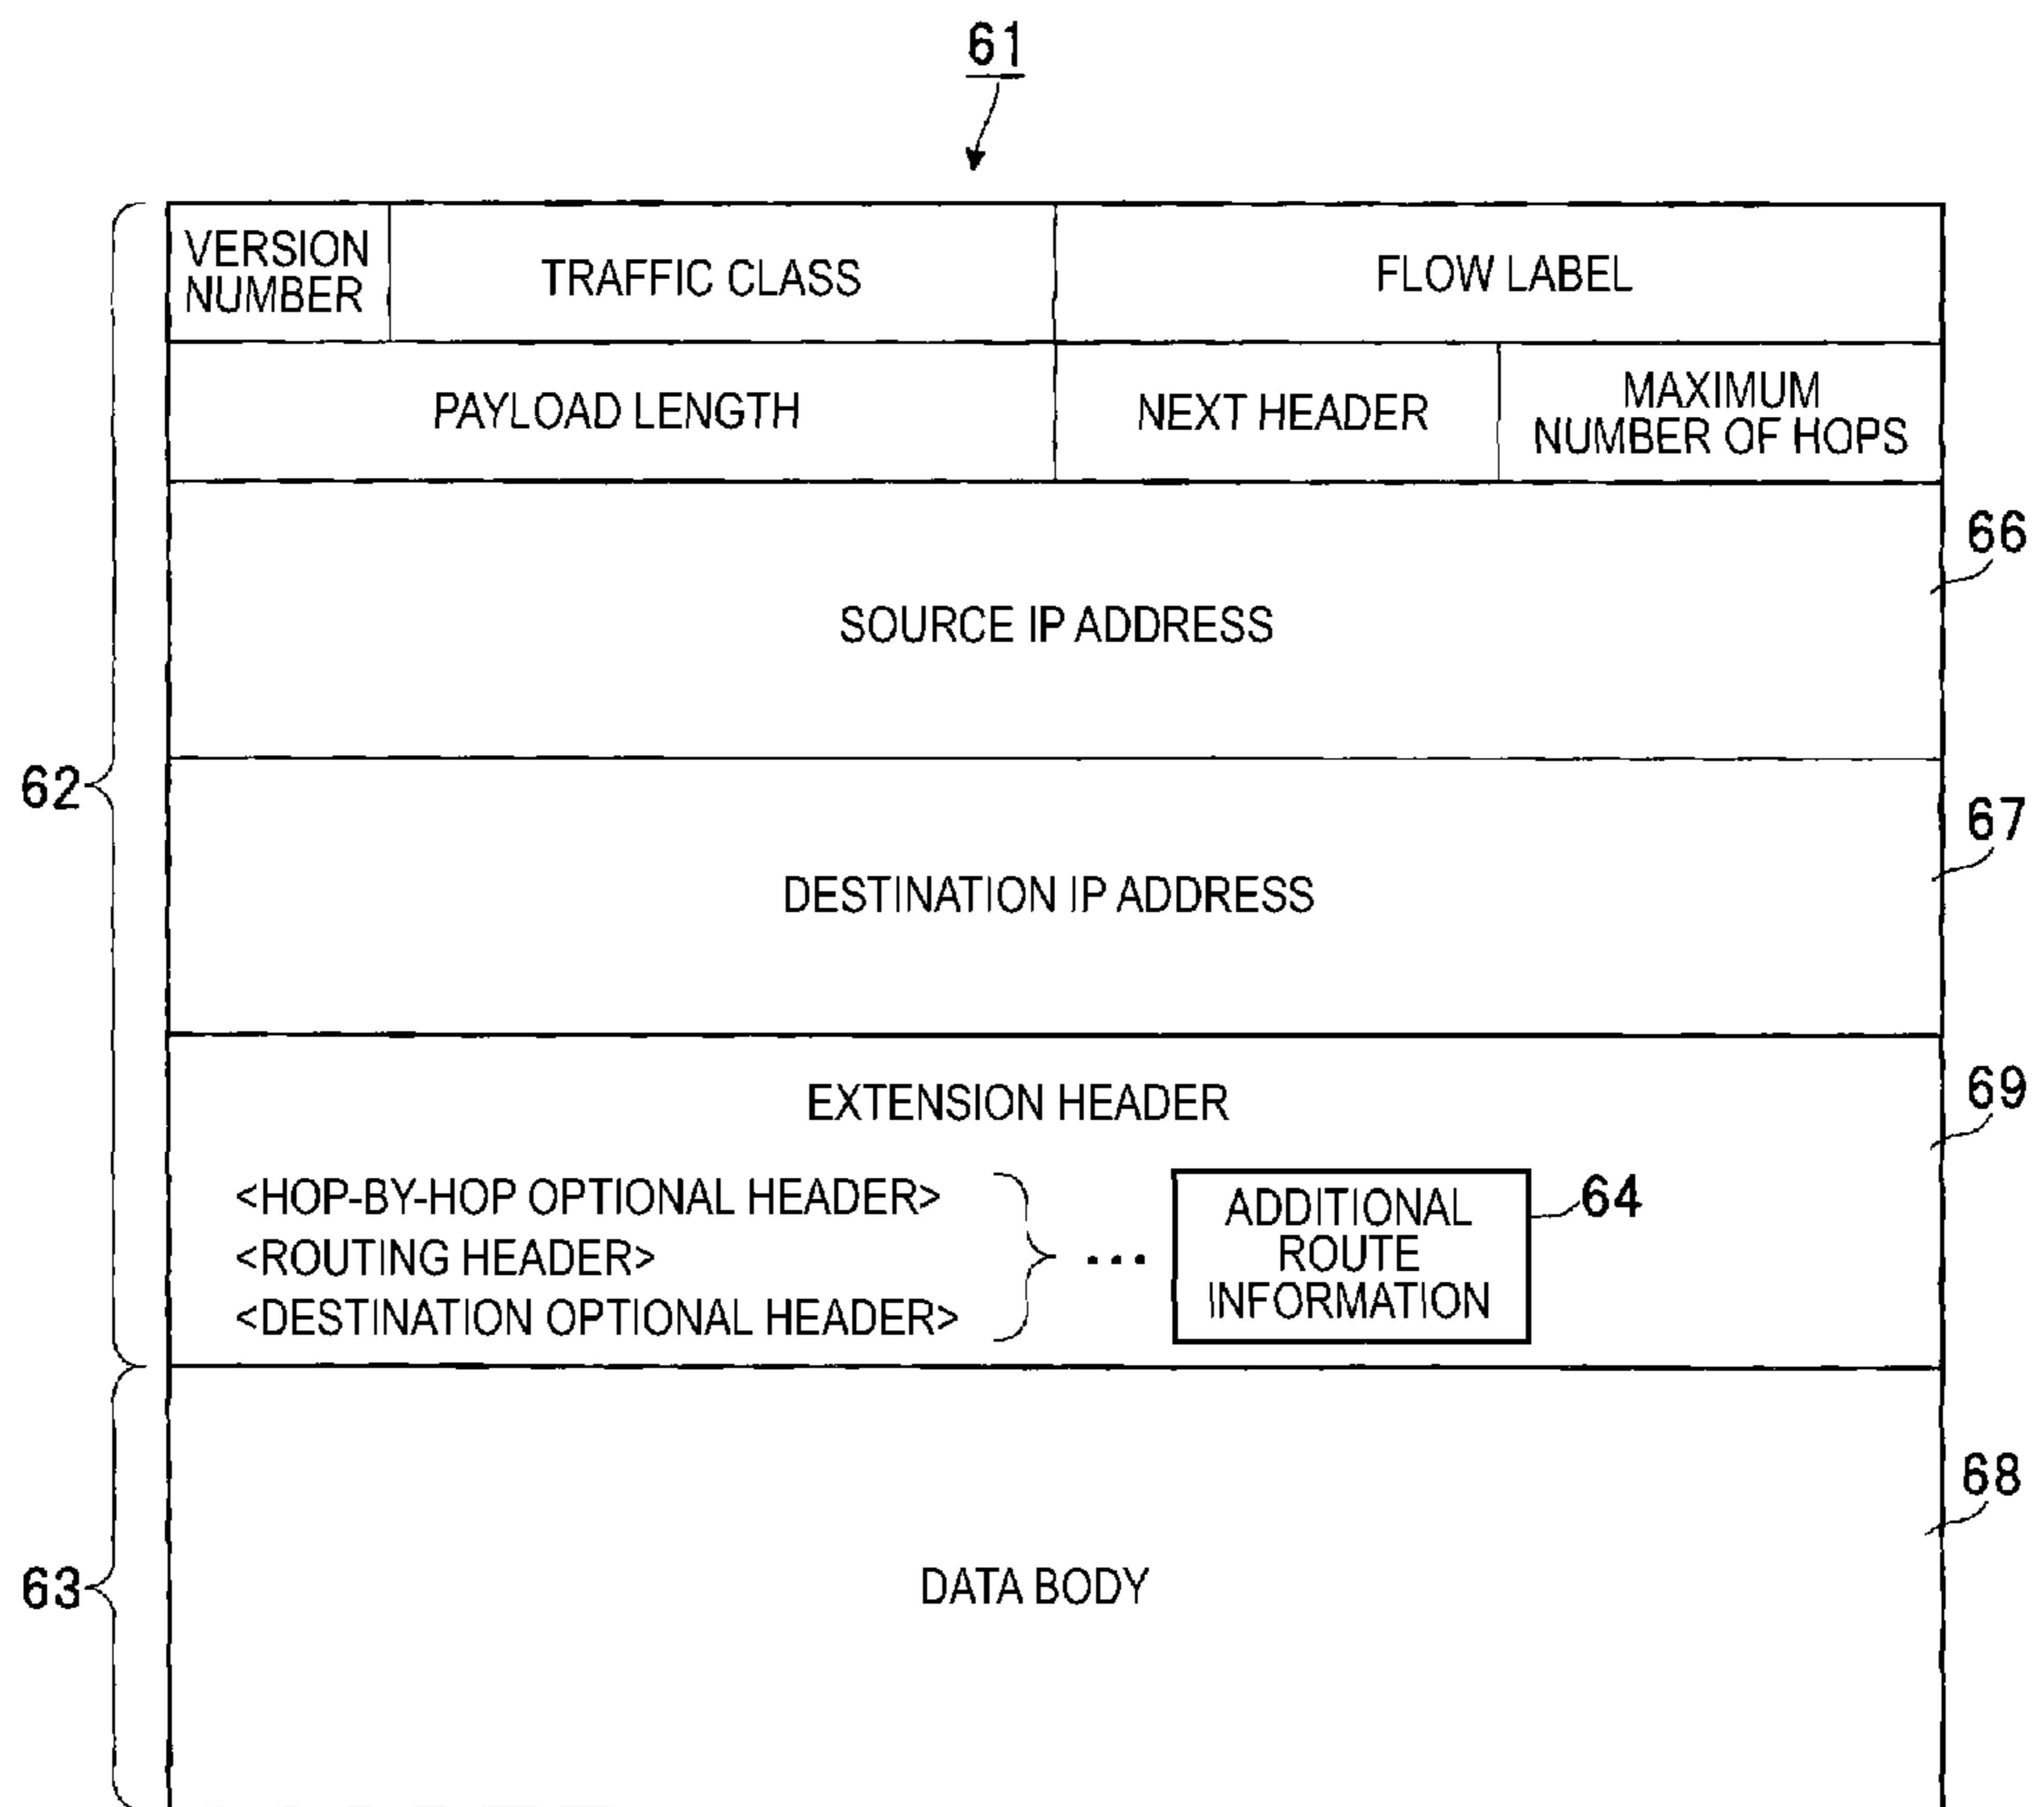 61
VERSION
NUMBER
TRAFFIC CLASS
FLOW LABEL
PAYLOAD LENGTH
NEXT HEADER
MAXIMUM
NUMBER OF HOPS
66
SOURCE IP ADDRESS
62
67
DESTINATION IP ADDRESS
69
EXTENSION HEADER
<HOP-BY-HOP OPTIONAL HEADER>
<ROUTING HEADER>
<DESTINATION OPTIONAL HEADER>
...
ADDITIONAL
ROUTE
INFORMATION
64
68
63
DATA BODY